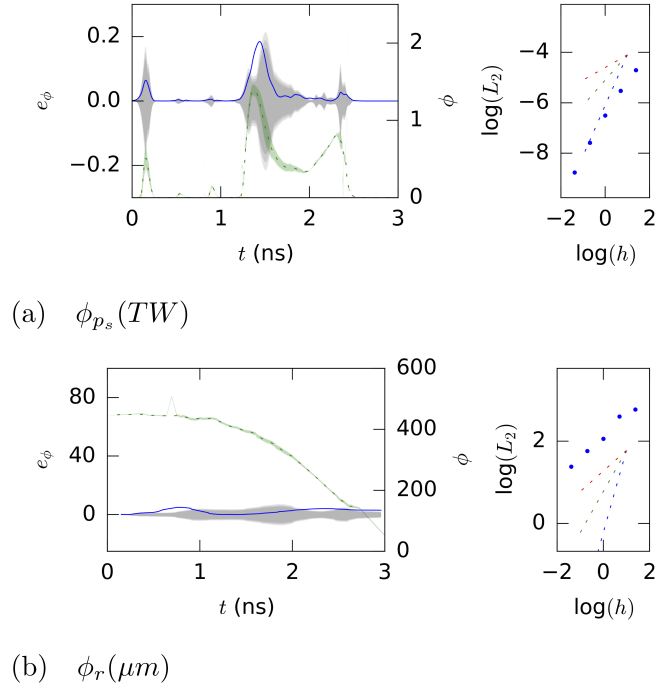 0.2
0.0
−0.2
e_ϕ
2
1
0
ϕ
0 1 2 3
t (ns)
−4
−6
−8
log(L_2)
−2 0 2
log(h)
(a) ϕ_{p_s}(TW)
80
40
0
e_ϕ
600
400
200
0
ϕ
0 1 2 3
t (ns)
2
0
log(L_2)
−2 0 2
log(h)
(b) ϕ_r(μm)